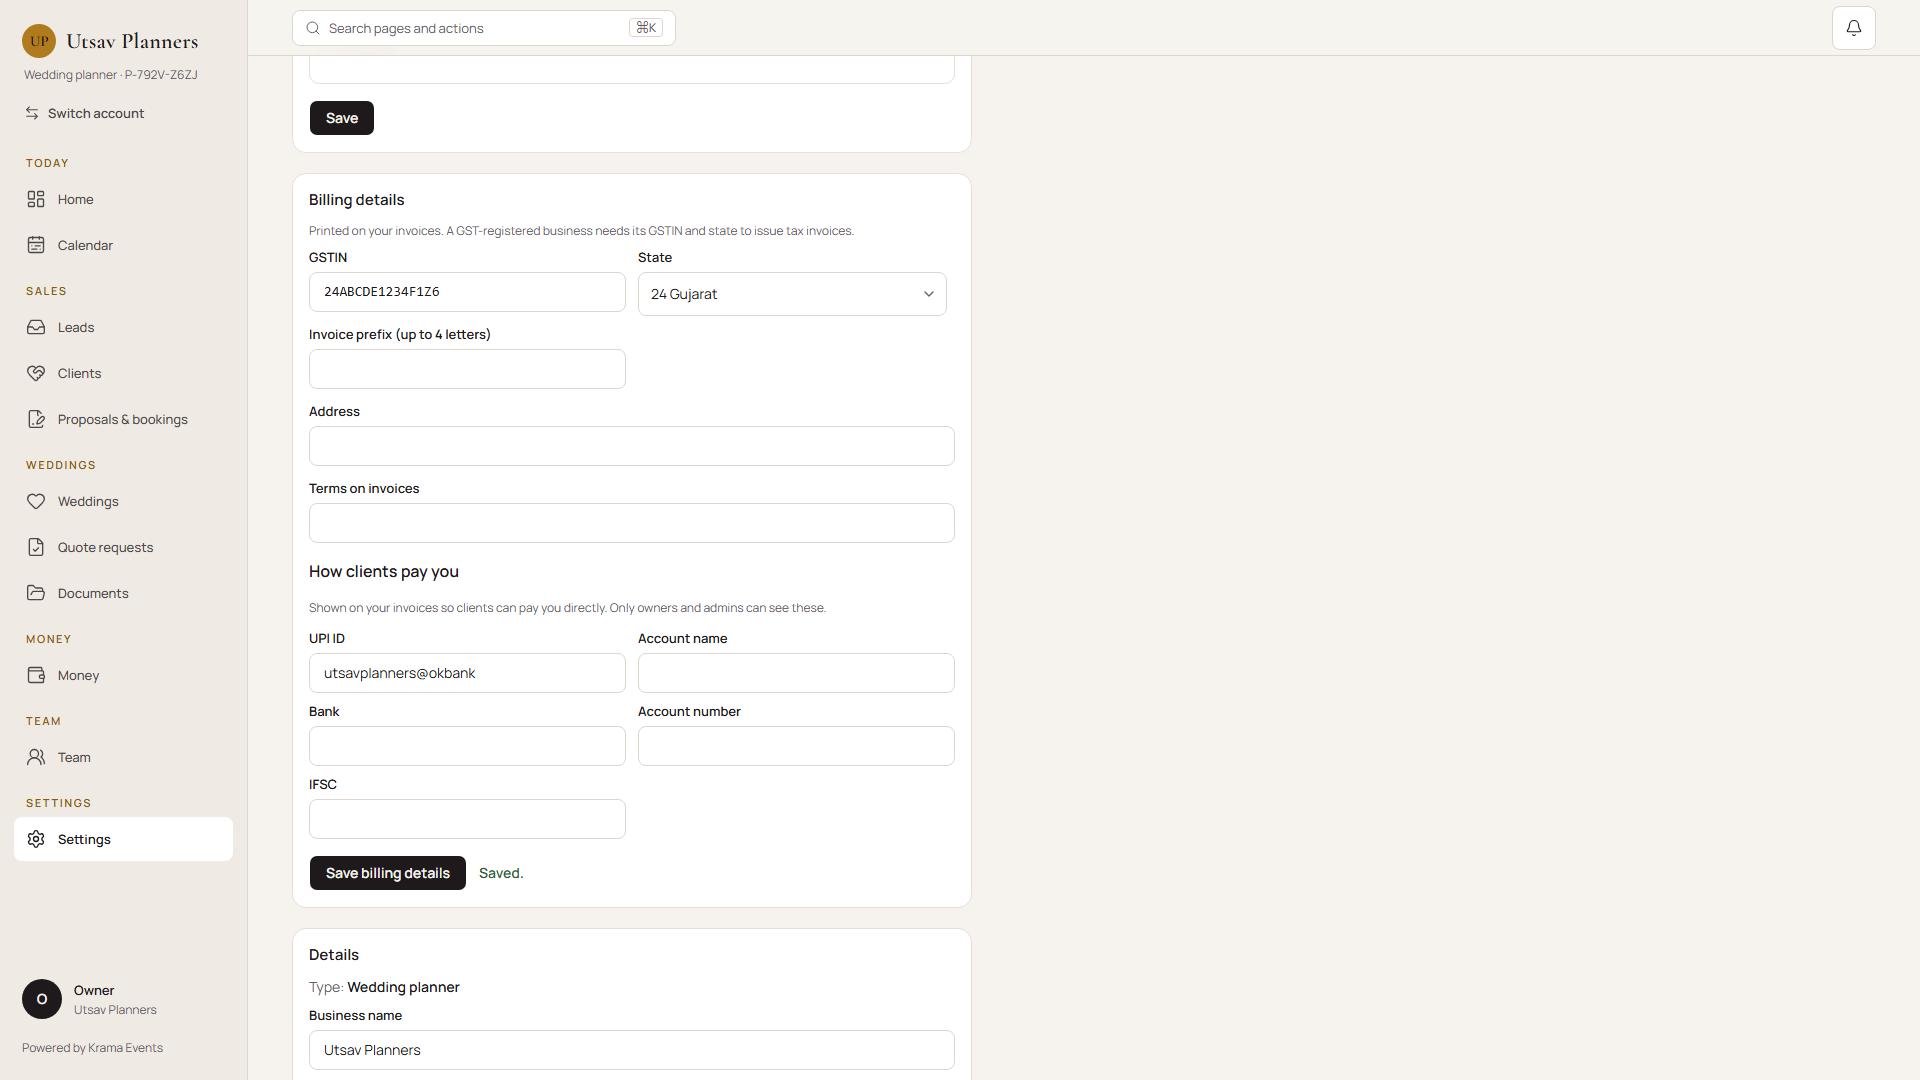 UP Utsav Planners
Wedding planner · P-792V-Z6ZJ
Switch account
TODAY
Home
Calendar
SALES
Leads
Clients
Proposals & bookings
WEDDINGS
Weddings
Quote requests
Documents
MONEY
Money
TEAM
Team
SETTINGS
Settings
O
Owner
Utsav Planners
Powered by Krama Events
Search pages and actions ⌘K
Save
Billing details
Printed on your invoices. A GST-registered business needs its GSTIN and state to issue tax invoices.
GSTIN State
24ABCDE1234F1Z6 24 Gujarat
Invoice prefix (up to 4 letters)
Address
Terms on invoices
How clients pay you
Shown on your invoices so clients can pay you directly. Only owners and admins can see these.
UPI ID Account name
utsavplanners@okbank
Bank Account number
IFSC
Save billing details Saved.
Details
Type: Wedding planner
Business name
Utsav Planners